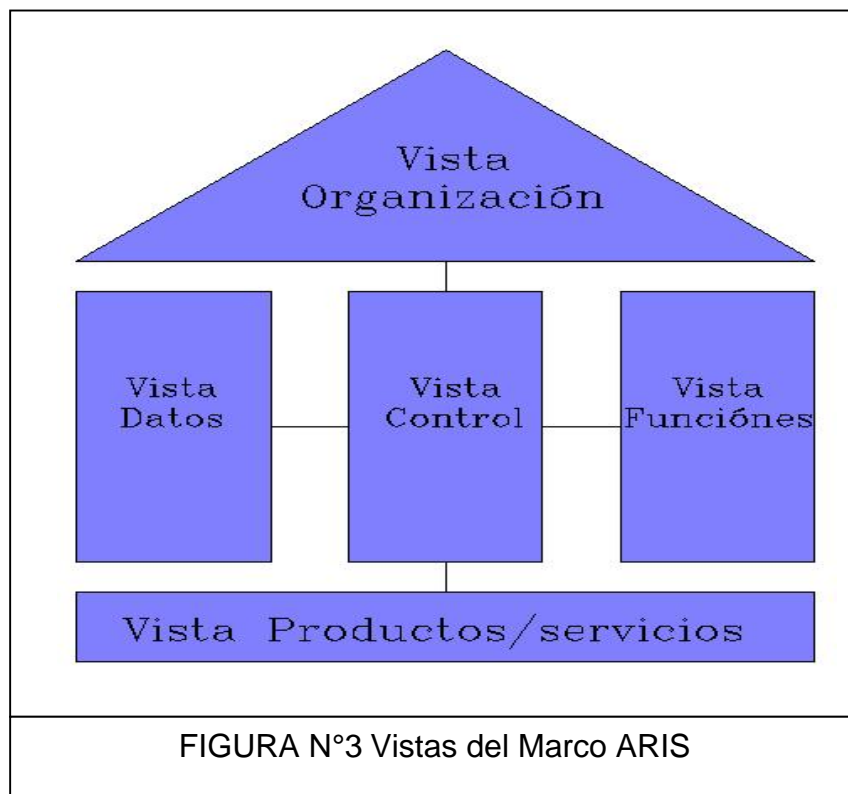 Vista
Organización
Vista
Datos
Vista
Control
Vista
Funciónes
Vista Productos/servicios
FIGURA N°3 Vistas del Marco ARIS